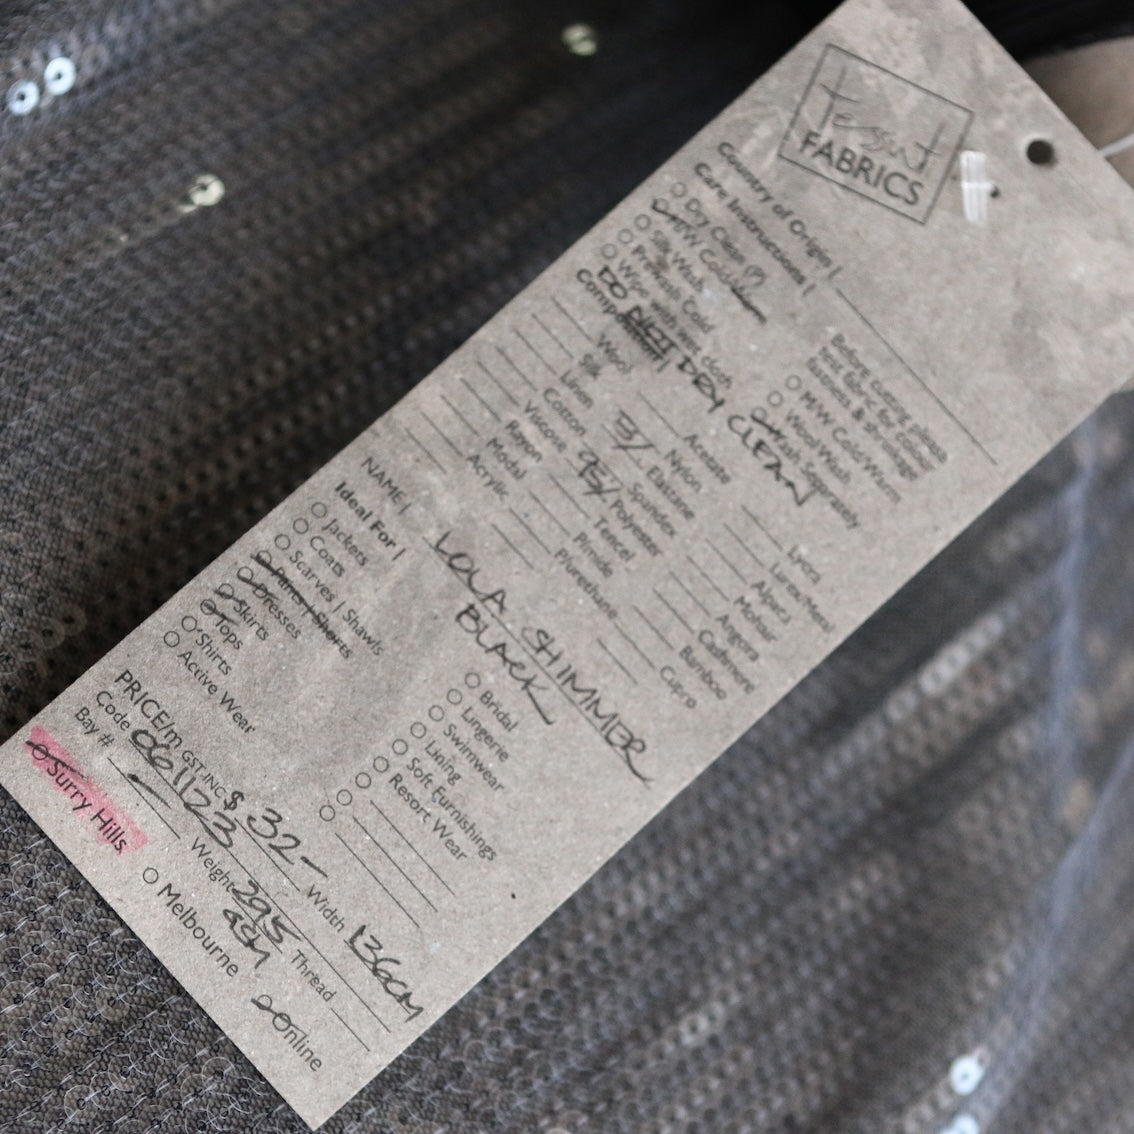 Tessuti
FABRICS
Country of Origin |
Care Instructions |
Dry Clean (P)
M/W Cold
Silk Wash
PreWash Cold
Wipe with wet cloth
DO NOT DRY CLEAN
Before cutting please
test fabric for colour
fastness & shrinkage!
M/W Cold/Warm
Wool Wash
Wash Separately
Composition |
Wool
Silk
Linen
Cotton
Viscose
Rayon
Modal
Acrylic
Acetate
Nylon
5/ Elastane
Spandex
95/ Polyester
Tencel
P'imide
P'urethane
Lycra
Lurex/Metal
Alpaca
Mohair
Angora
Cashmere
Bamboo
Cupro
NAME | LOLA SHIMMER
BLACK
Ideal For |
Jackets
Coats
Scarves | Shawls
Pants | Shorts
Dresses
Skirts
Tops
Shirts
Active Wear
Bridal
Lingerie
Swimwear
Lining
Soft Furnishings
Resort Wear
PRICE/m GST.INC $ 32- Width 136CM
Code 061123 Weight 295 Thread
gsm
Bay # -
Surry Hills Melbourne Online